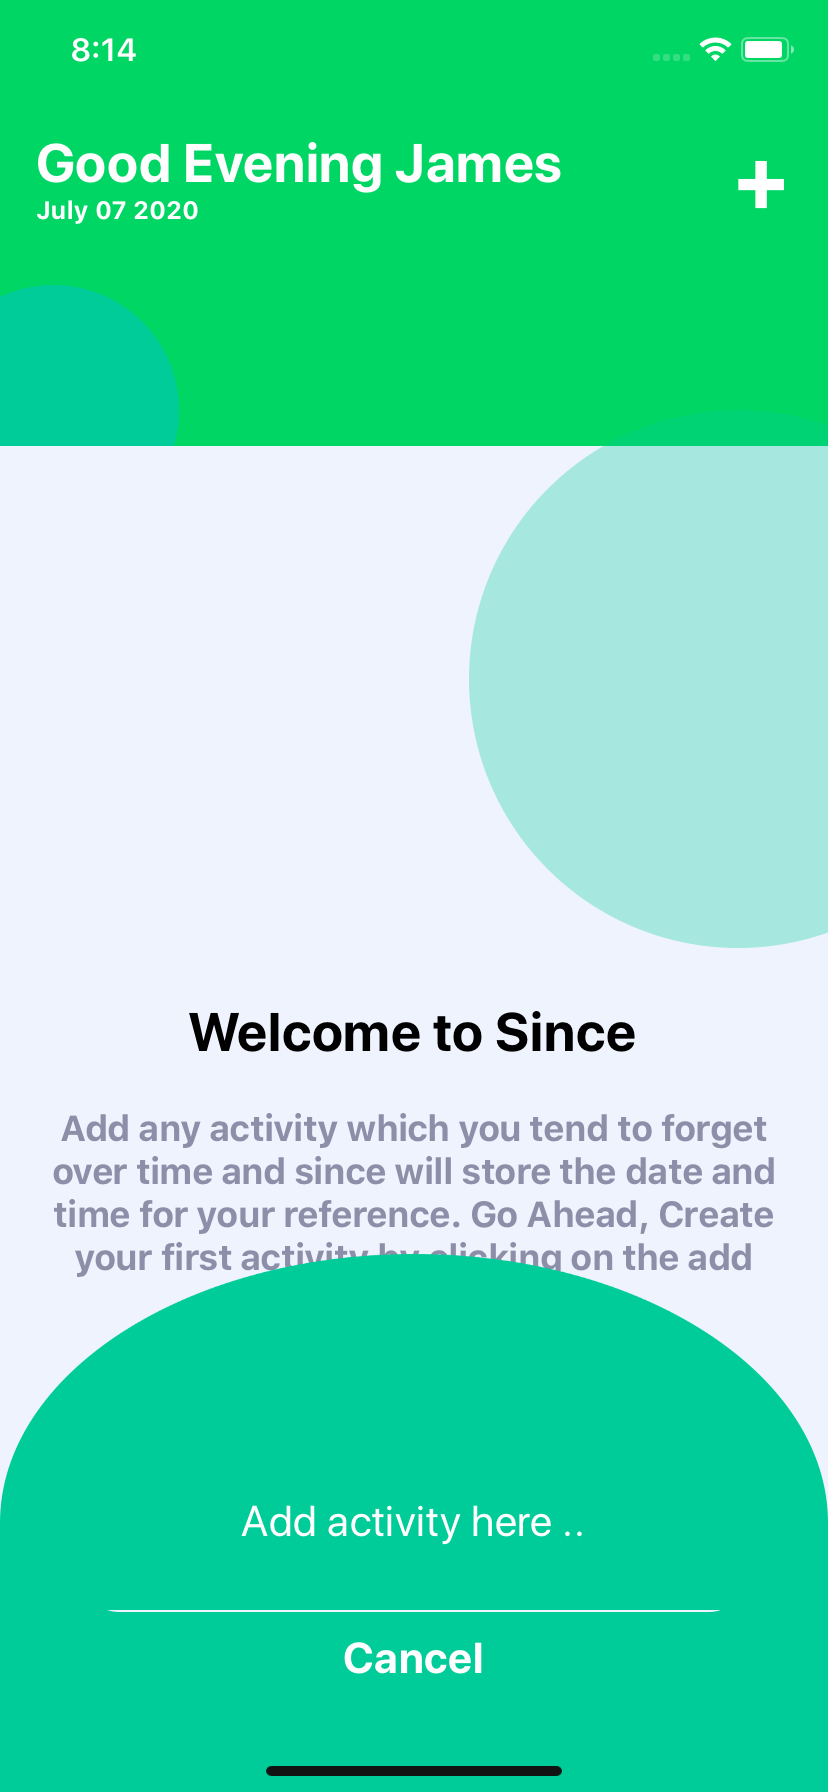 8:14
Good Evening James
July 07 2020
Welcome to Since
Add any activity which you tend to forget
over time and since will store the date and
time for your reference. Go Ahead, Create
your first activity by clicking on the add
Add activity here ..
Cancel